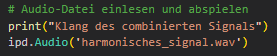 # Audio-Datei einlesen und abspielen
print("Klang des combinierten Signals")
ipd.Audio('harmonisches_signal.wav')